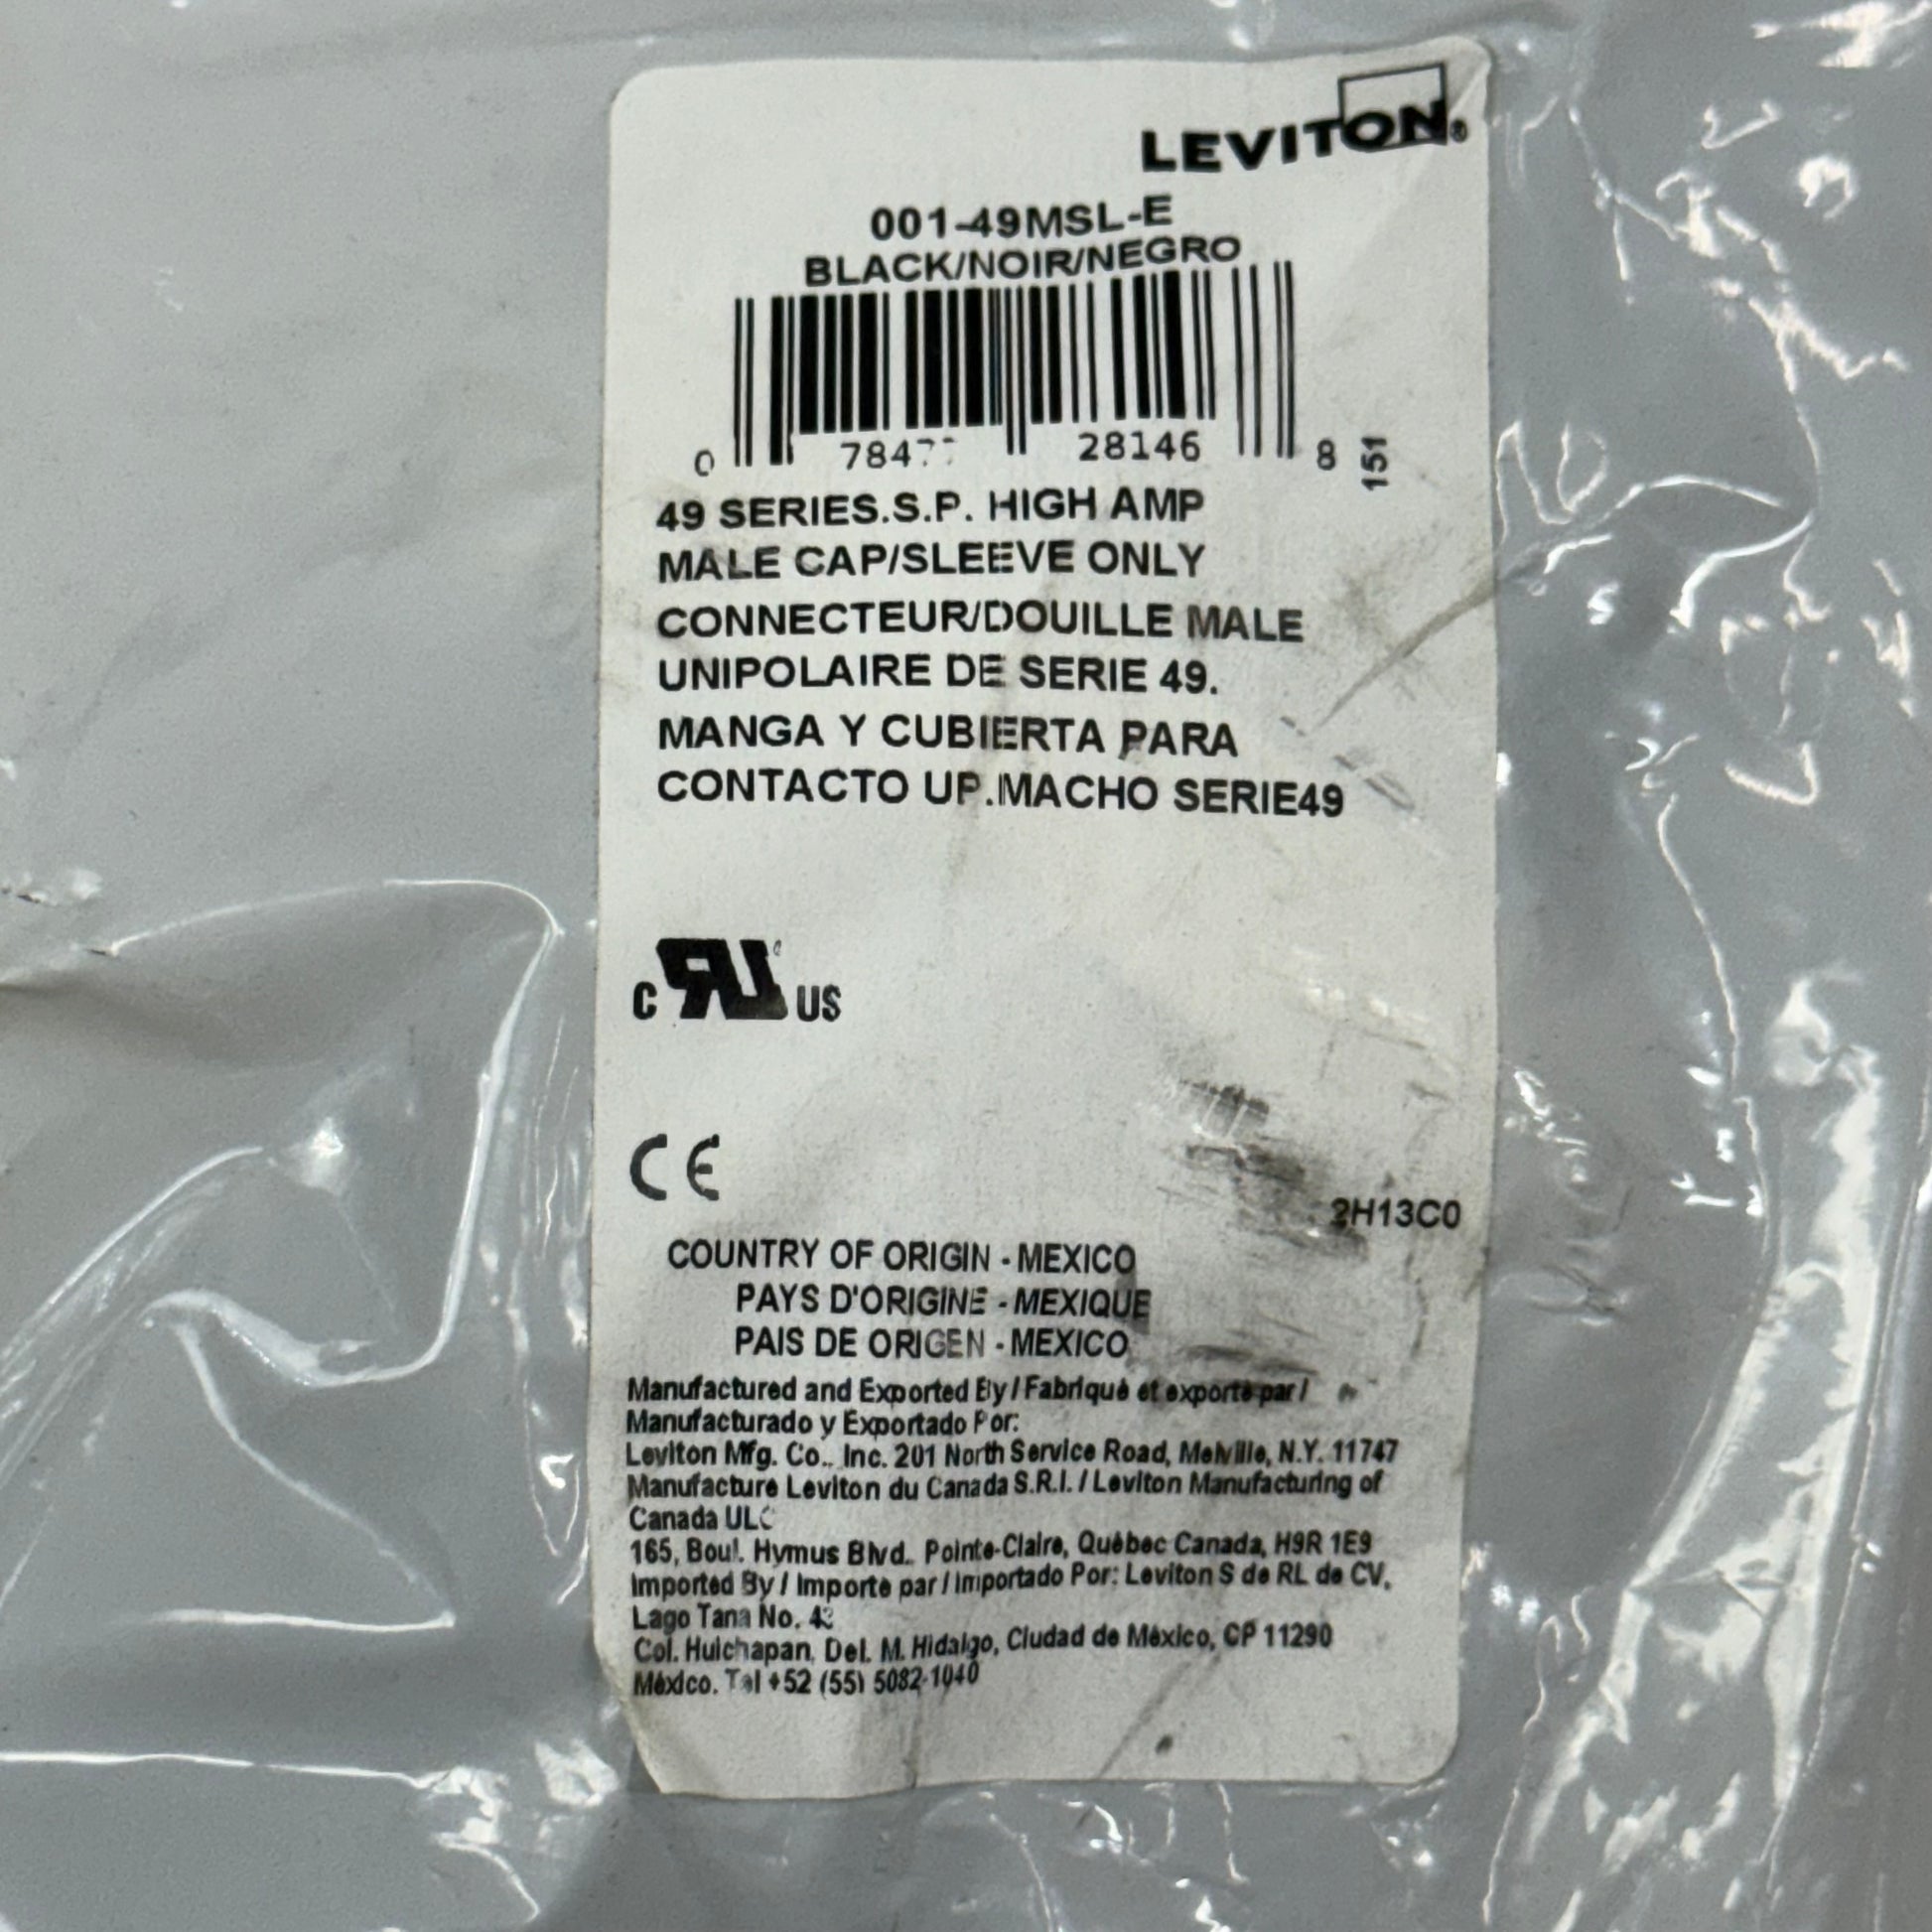 LEVITON®
001-49MSL-E
BLACK/NOIR/NEGRO
0 28146 8 151
49 SERIES.S.P. HIGH AMP
MALE CAP/SLEEVE ONLY
CONNECTEUR/DOUILLE MALE
UNIPOLAIRE DE SERIE 49.
MANGA Y CUBIERTA PARA
CONTACTO UP.MACHO SERIE49
C RU US
CE
2H13C0
COUNTRY OF ORIGIN - MEXICO
PAYS D'ORIGINE - MEXIQUE
PAIS DE ORIGEN - MEXICO
Manufactured and Exported By / Fabriqué et exporté par /
Manufacturado y Exportado Por:
Leviton Mfg. Co., Inc. 201 North Service Road, Melville, N.Y. 11747
Manufacture Leviton du Canada S.R.I. / Leviton Manufacturing of
Canada ULC
165, Boul. Hymus Blvd. Pointe-Claire, Québec Canada, H9R 1E9
Imported By / Importe par / Importado Por: Leviton S de RL de CV,
Lago Tana No.
Col. Huichapan, Del. M. Hidalgo, Ciudad de México, CP 11290
México. Tel +52 (55) 5082-1040